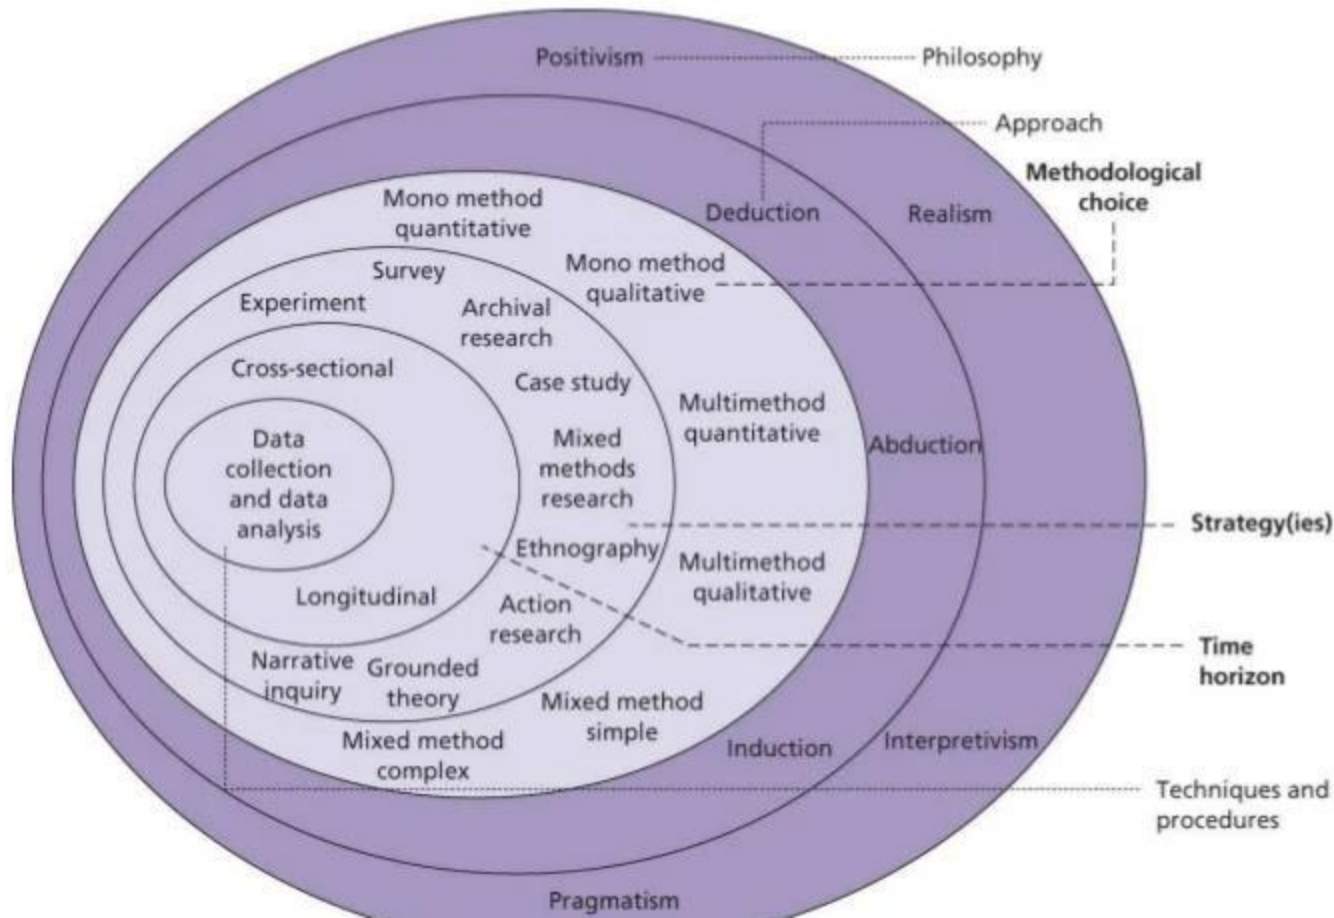 Positivism
Philosophy
Approach
Methodological
choice
Mono method
quantitative
Deduction
Realism
Mono method
qualitative
Survey
Experiment
Archival
research
Cross-sectional
Case study
Multimethod
quantitative
Data
collection
and data
analysis
Mixed
methods
research
Abduction
Strategy(ies)
Ethnography
Multimethod
qualitative
Longitudinal
Action
research
Time
horizon
Narrative
inquiry
Grounded
theory
Mixed method
simple
Mixed method
complex
Induction
Interpretivism
Techniques and
procedures
Pragmatism